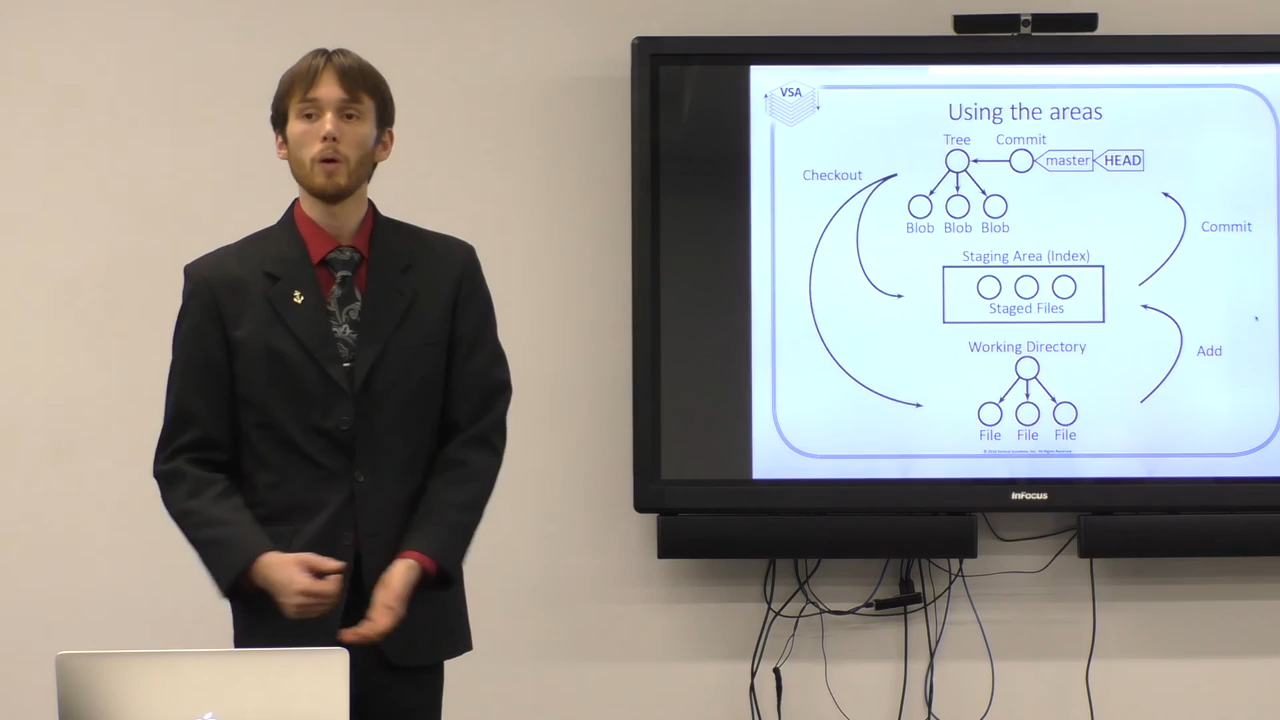 VSA
Using the areas
Tree Commit
master HEAD
Checkout
Blob Blob Blob
Commit
Staging Area (Index)
Staged Files
Working Directory
Add
File File File
InFocus